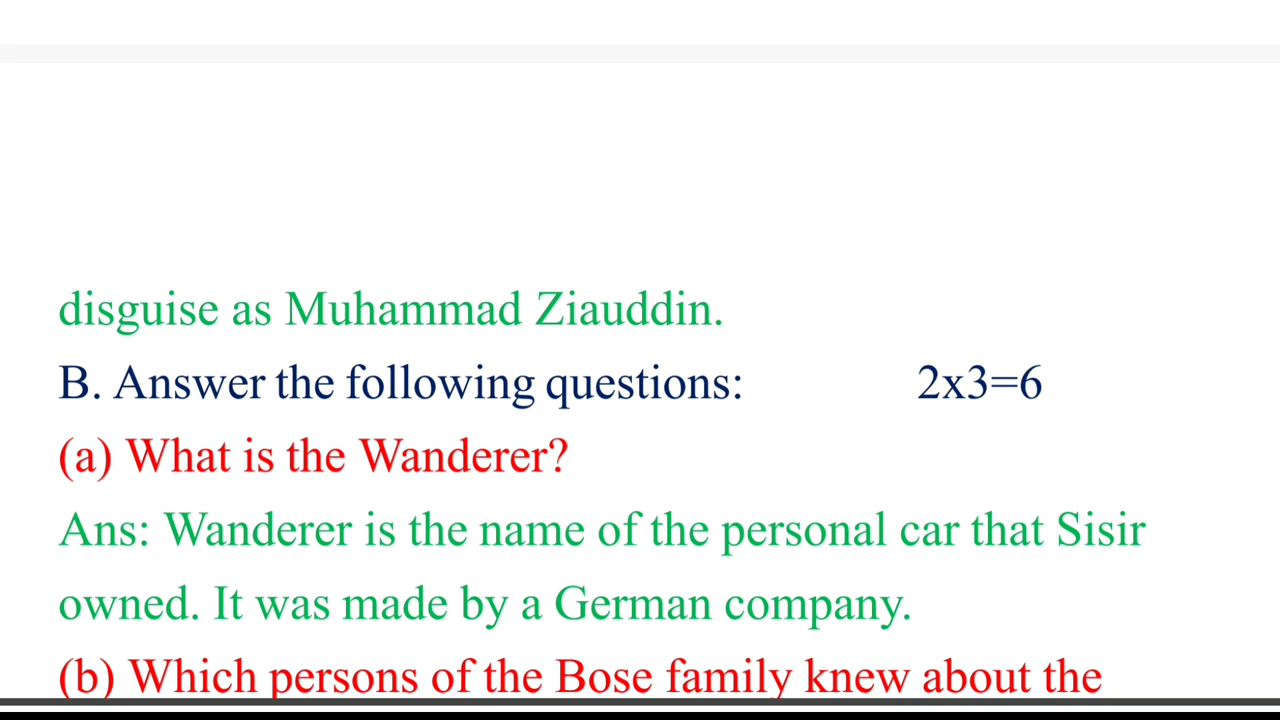 disguise as Muhammad Ziauddin.
B. Answer the following questions: 2x3=6
(a) What is the Wanderer?
Ans: Wanderer is the name of the personal car that Sisir
owned. It was made by a German company.
(b) Which persons of the Bose family knew about the